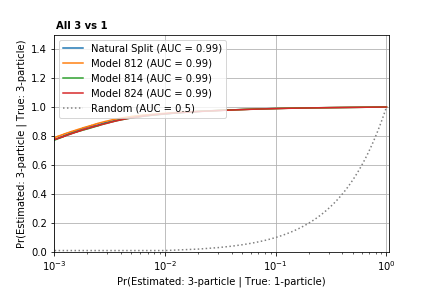 All 3 vs 1
Pr(Estimated: 3-particle | True: 3-particle)
1.4
1.2
1.0
0.8
0.6
0.4
0.2
0.0
Natural Split (AUC = 0.99)
Model 812 (AUC = 0.99)
Model 814 (AUC = 0.99)
Model 824 (AUC = 0.99)
Random (AUC = 0.5)
10⁻³ 10⁻² 10⁻¹ 10⁰
Pr(Estimated: 3-particle | True: 1-particle)